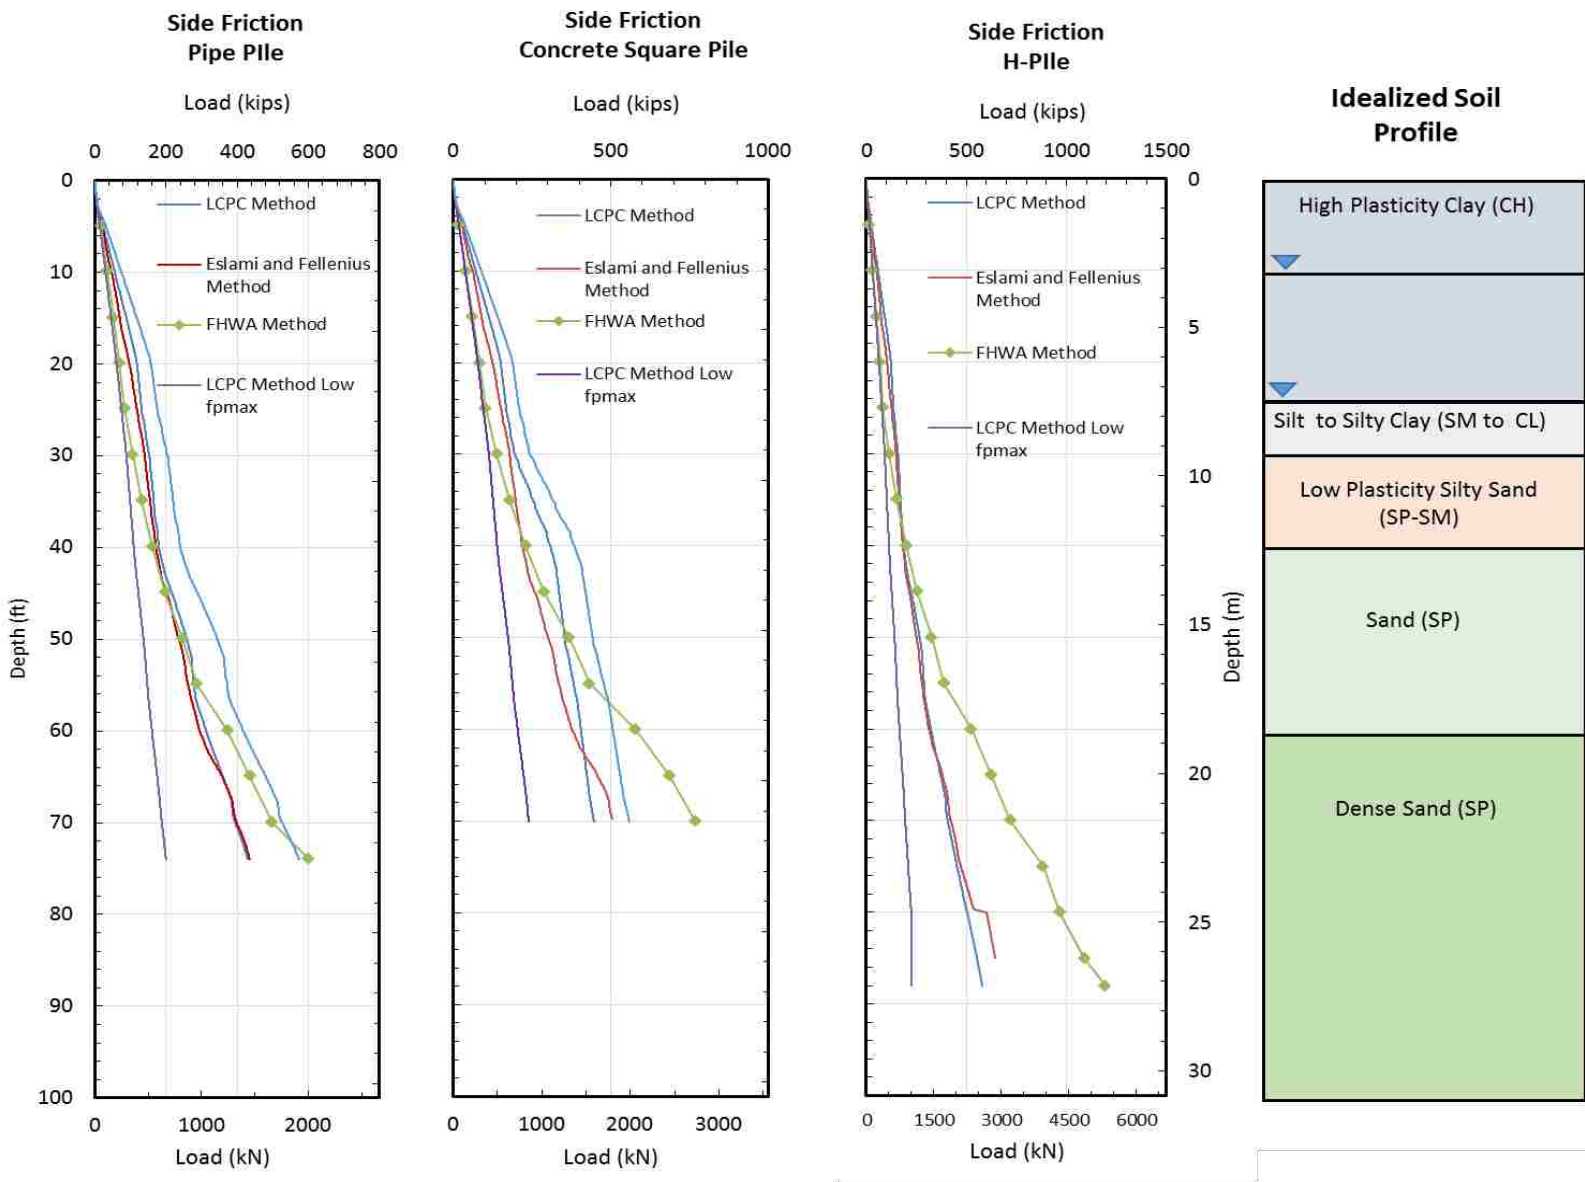 Side Friction
Pipe PIle
Load (kips)
0 200 400 600 800
0
10
20
30
40
50
60
70
80
90
100
Depth (ft)
LCPC Method
Eslami and Fellenius
Method
FHWA Method
LCPC Method Low
fpmax
0 1000 2000
Load (kN)
Side Friction
Concrete Square Pile
Load (kips)
0 500 1000
LCPC Method
Eslami and Fellenius
Method
FHWA Method
LCPC Method Low
fpmax
0 1000 2000 3000
Load (kN)
Side Friction
H-PIle
Load (kips)
0 500 1000 1500
LCPC Method
Eslami and Fellenius
Method
FHWA Method
LCPC Method Low
fpmax
0
5
10
15
20
25
30
Depth (m)
0 1500 3000 4500 6000
Load (kN)
Idealized Soil
Profile
High Plasticity Clay (CH)
Silt to Silty Clay (SM to CL)
Low Plasticity Silty Sand
(SP-SM)
Sand (SP)
Dense Sand (SP)